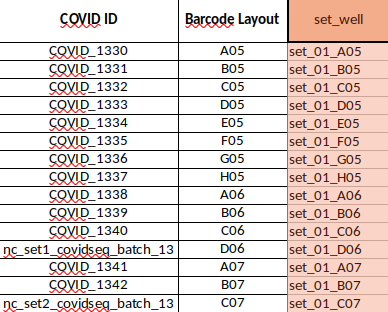 COVID ID Barcode Layout set_well
COVID_1330 A05 set_01_A05
COVID_1331 B05 set_01_B05
COVID_1332 C05 set_01_C05
COVID_1333 D05 set_01_D05
COVID_1334 E05 set_01_E05
COVID_1335 F05 set_01_F05
COVID_1336 G05 set_01_G05
COVID_1337 H05 set_01_H05
COVID_1338 A06 set_01_A06
COVID_1339 B06 set_01_B06
COVID_1340 C06 set_01_C06
nc_set1_covidseq_batch_13 D06 set_01_D06
COVID_1341 A07 set_01_A07
COVID_1342 B07 set_01_B07
nc_set2_covidseq_batch_13 C07 set_01_C07